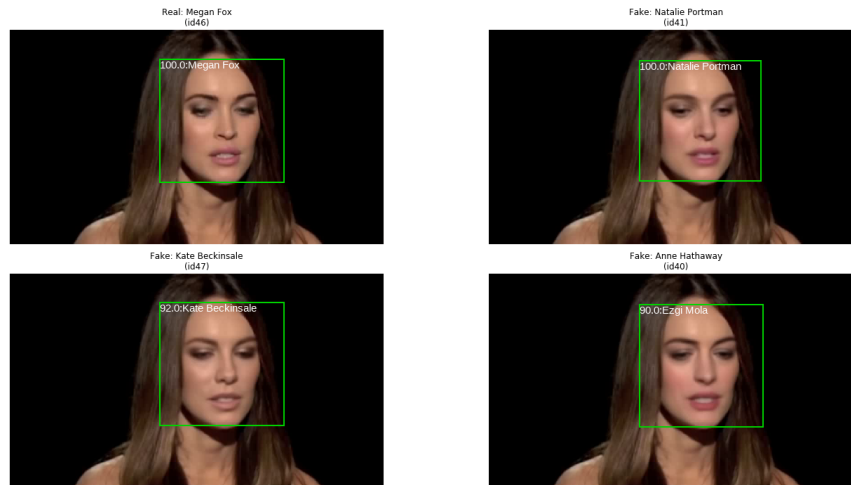 Real: Megan Fox
(id46)
100.0:Megan Fox
Fake: Natalie Portman
(id41)
100.0:Natalie Portman
Fake: Kate Beckinsale
(id47)
92.0:Kate Beckinsale
Fake: Anne Hathaway
(id40)
90.0:Ezgi Mola